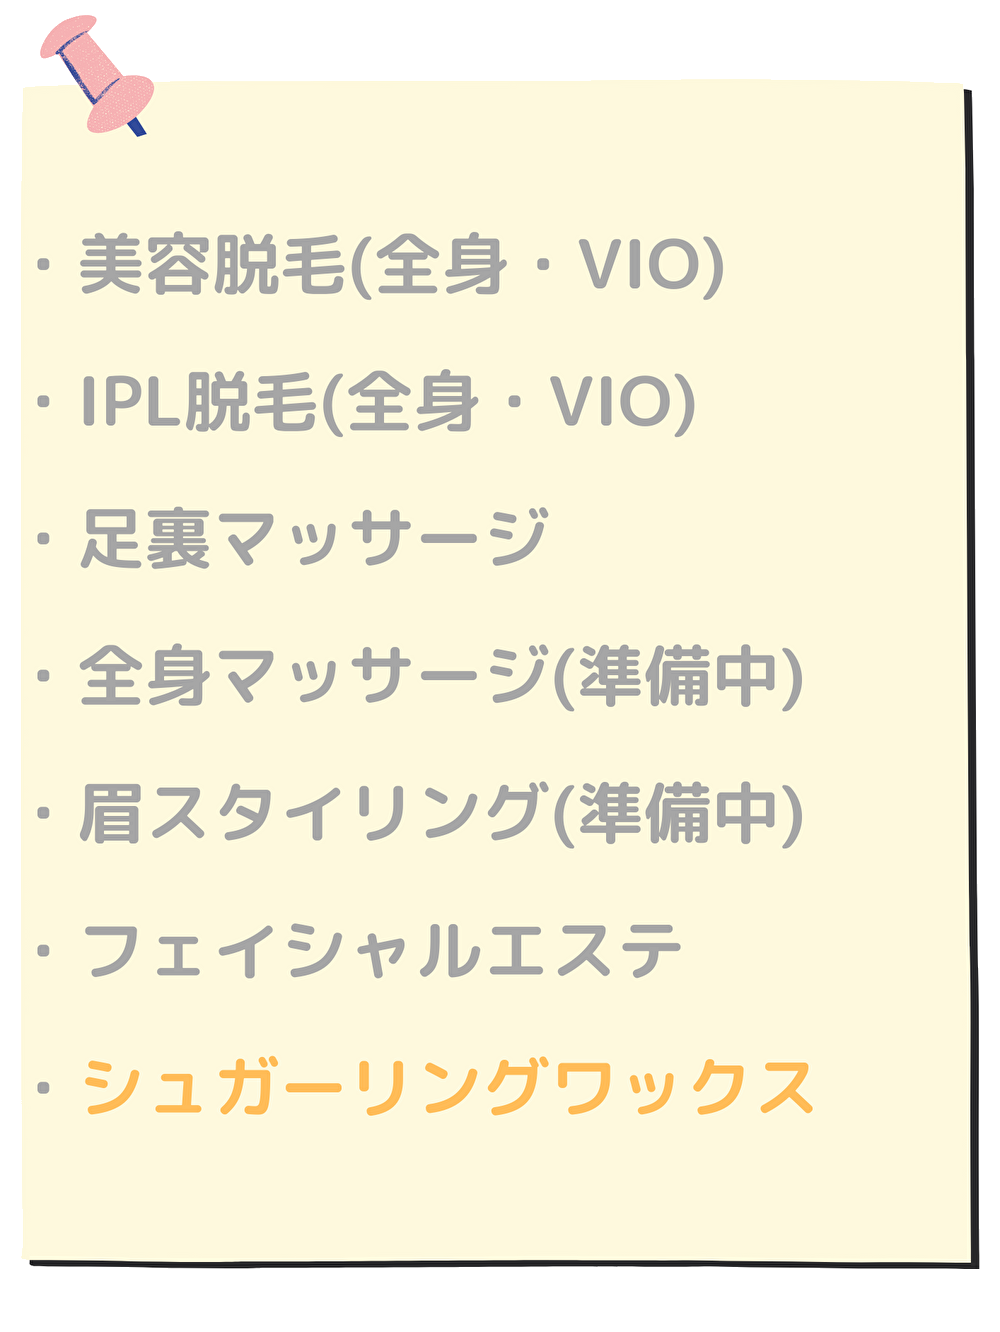 ・美容脱毛(全身・VIO)
・IPL脱毛(全身・VIO)
・足裏マッサージ
・全身マッサージ(準備中)
・眉スタイリング(準備中)
・フェイシャルエステ
・シュガーリングワックス